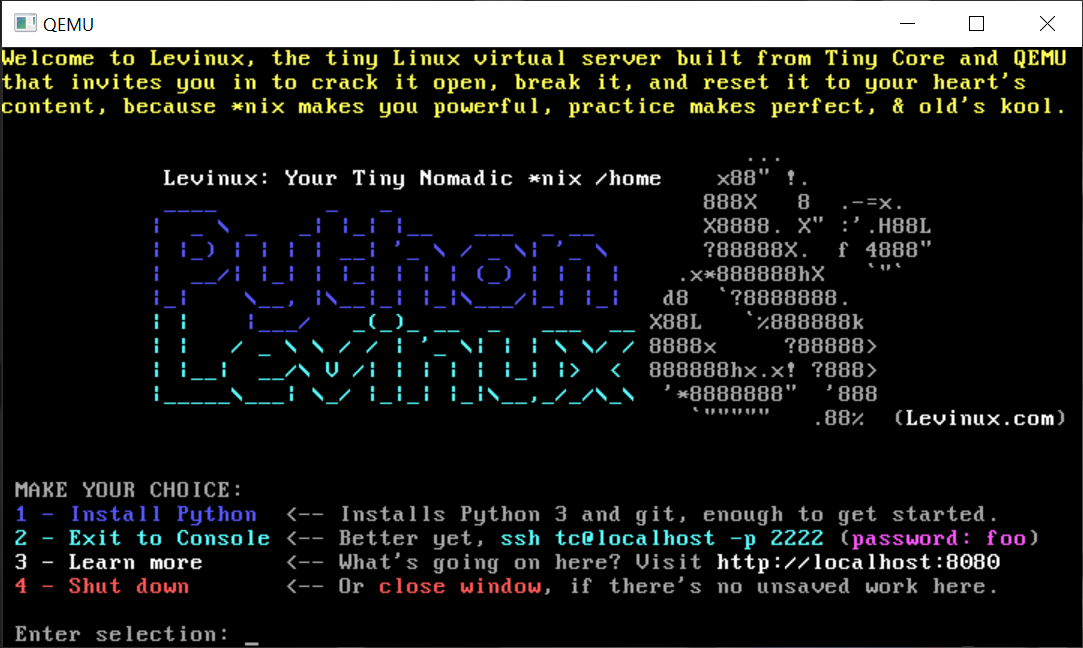 QEMU
Welcome to Levinux, the tiny Linux virtual server built from Tiny Core and QEMU
that invites you in to crack it open, break it, and reset it to your heart's
content, because *nix makes you powerful, practice makes perfect, & old's kool.
Levinux: Your Tiny Nomadic *nix /home
Python
Levinux
(Levinux.com)
MAKE YOUR CHOICE:
1 - Install Python <-- Installs Python 3 and git, enough to get started.
2 - Exit to Console <-- Better yet, ssh tc@localhost -p 2222 (password: foo)
3 - Learn more <-- What's going on here? Visit http://localhost:8080
4 - Shut down <-- Or close window, if there's no unsaved work here.
Enter selection: _